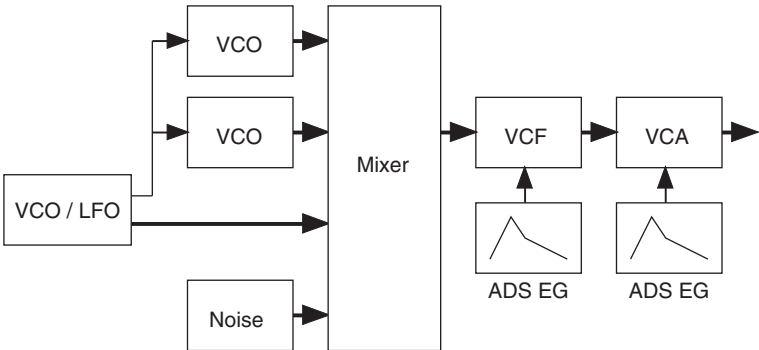 VCO
VCO
VCO / LFO
Noise
Mixer
VCF
VCA
ADS EG
ADS EG